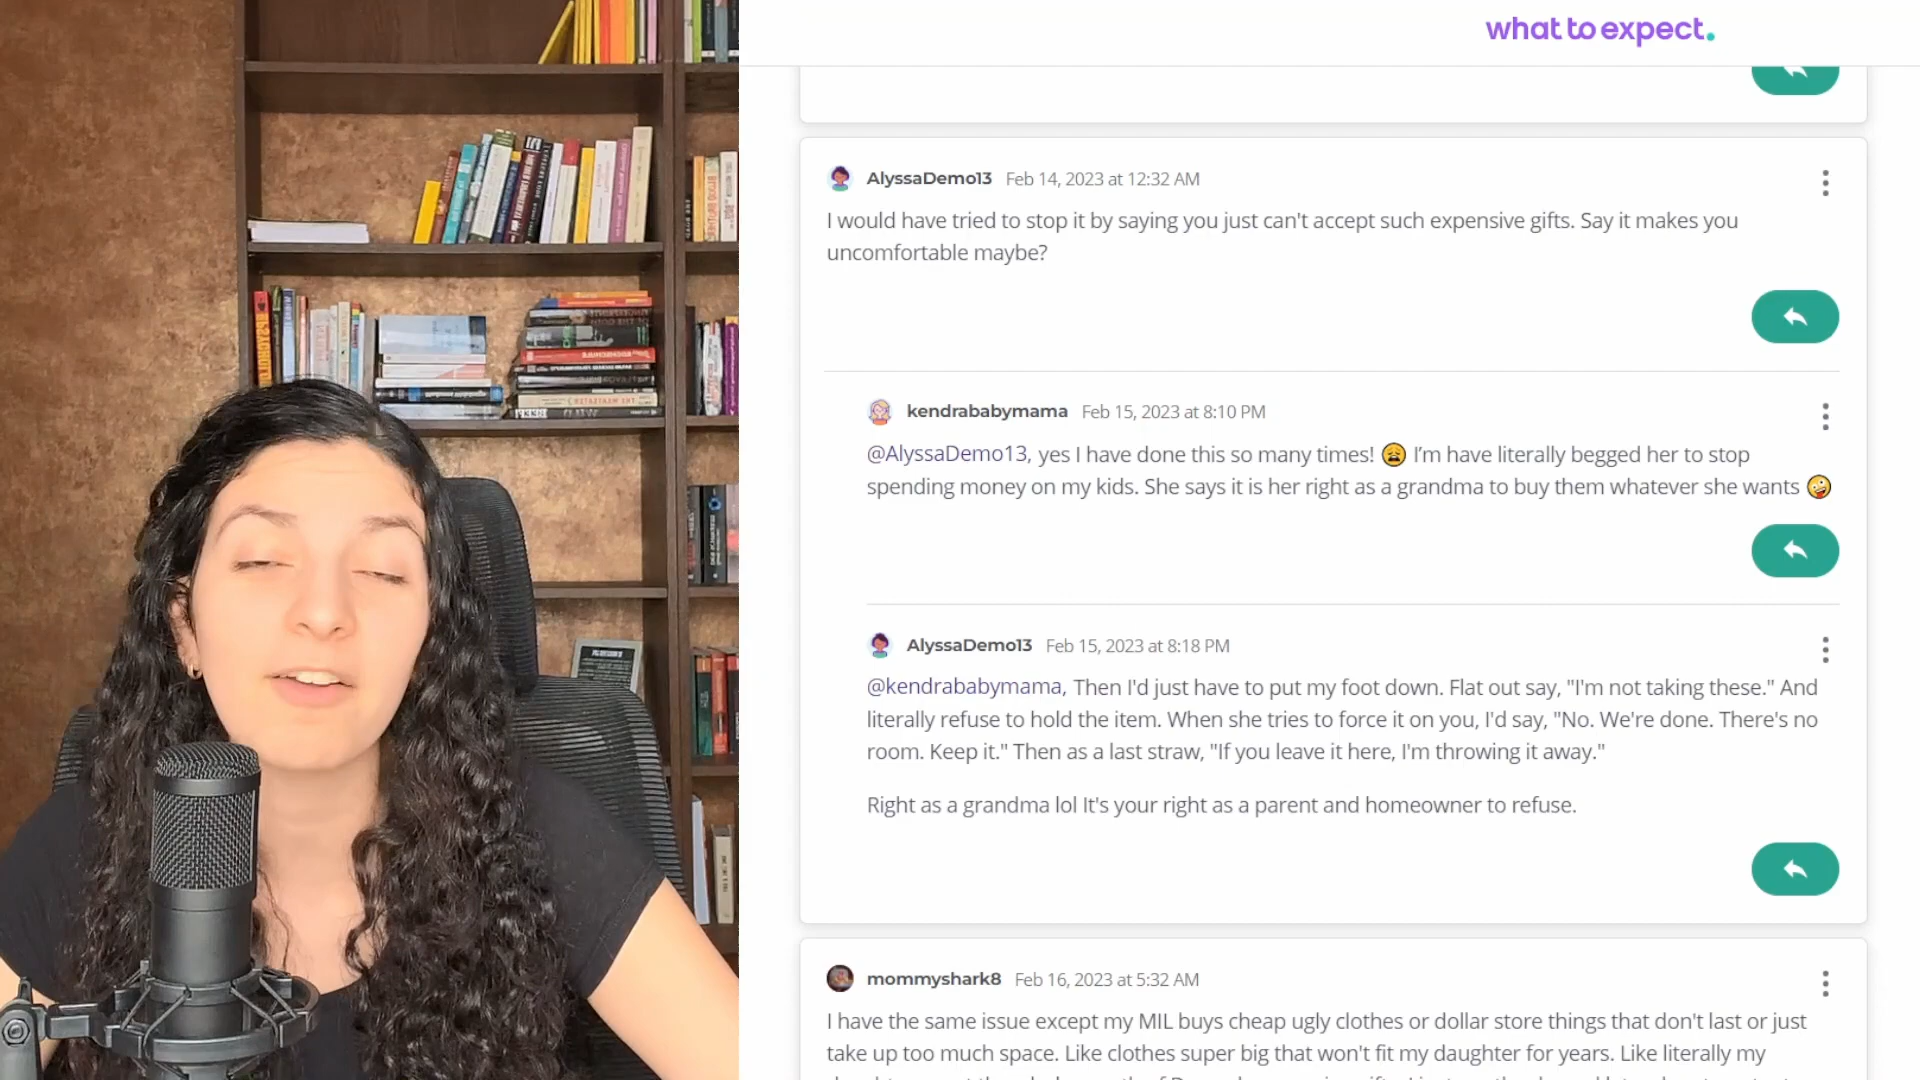 what to expect.
AlyssaDemo13 Feb 14, 2023 at 12:32 AM
I would have tried to stop it by saying you just can't accept such expensive gifts. Say it makes you
uncomfortable maybe?
kendrababymama Feb 15, 2023 at 8:10 PM
@AlyssaDemo13, yes I have done this so many times! 😩 I'm have literally begged her to stop
spending money on my kids. She says it is her right as a grandma to buy them whatever she wants 🤪
AlyssaDemo13 Feb 15, 2023 at 8:18 PM
@kendrababymama, Then I'd just have to put my foot down. Flat out say, "I'm not taking these." And
literally refuse to hold the item. When she tries to force it on you, I'd say, "No. We're done. There's no
room. Keep it." Then as a last straw, "If you leave it here, I'm throwing it away."
Right as a grandma lol It's your right as a parent and homeowner to refuse.
mommyshark8 Feb 16, 2023 at 5:32 AM
I have the same issue except my MIL buys cheap ugly clothes or dollar store things that don't last or just
take up too much space. Like clothes super big that won't fit my daughter for years. Like literally my